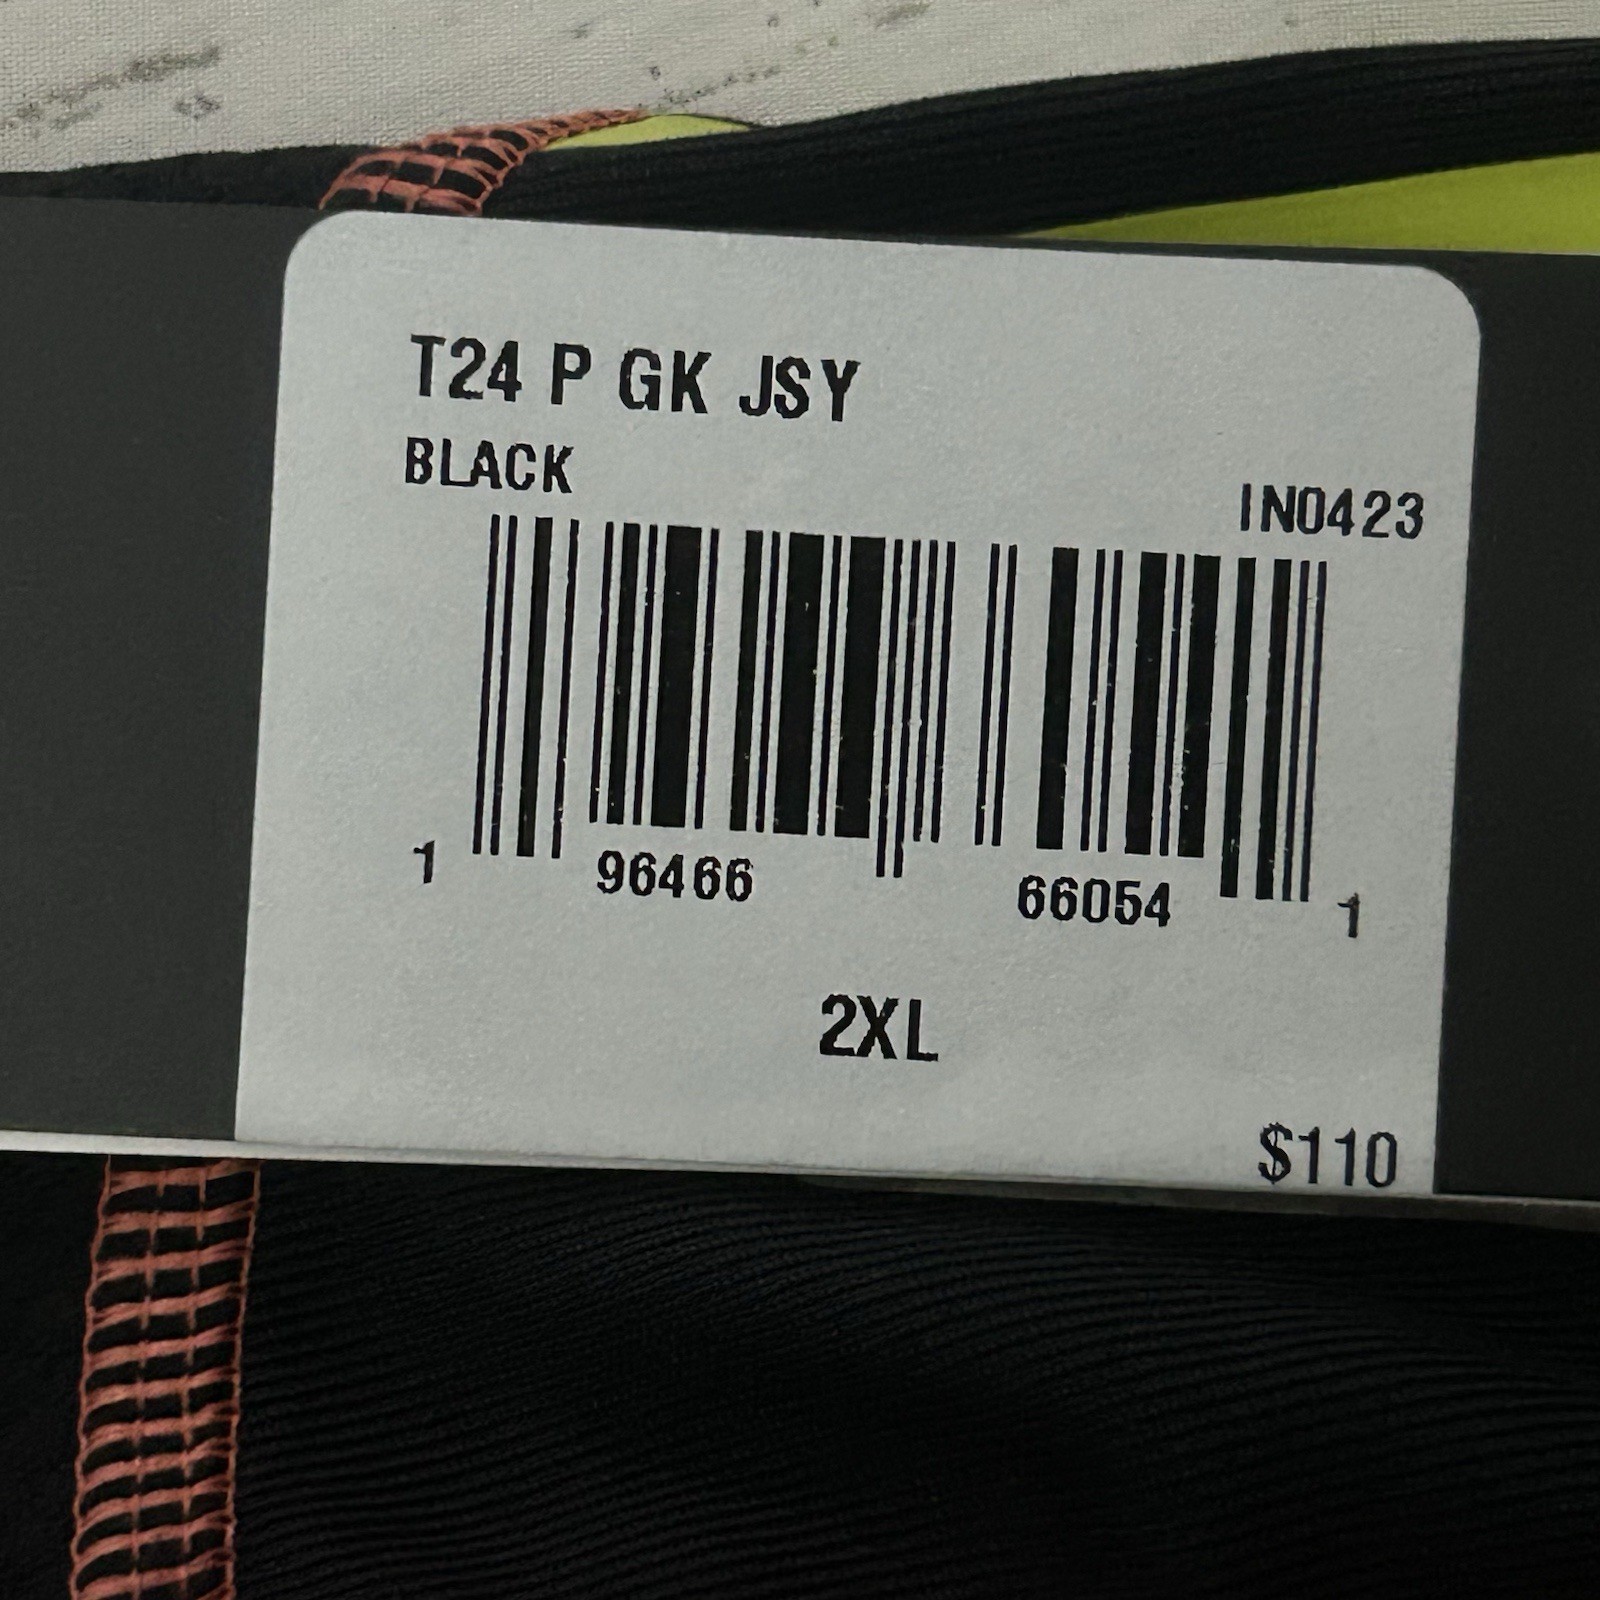 T24 P GK JSY
BLACK
IN0423
1 96466 66054 1
2XL
$110